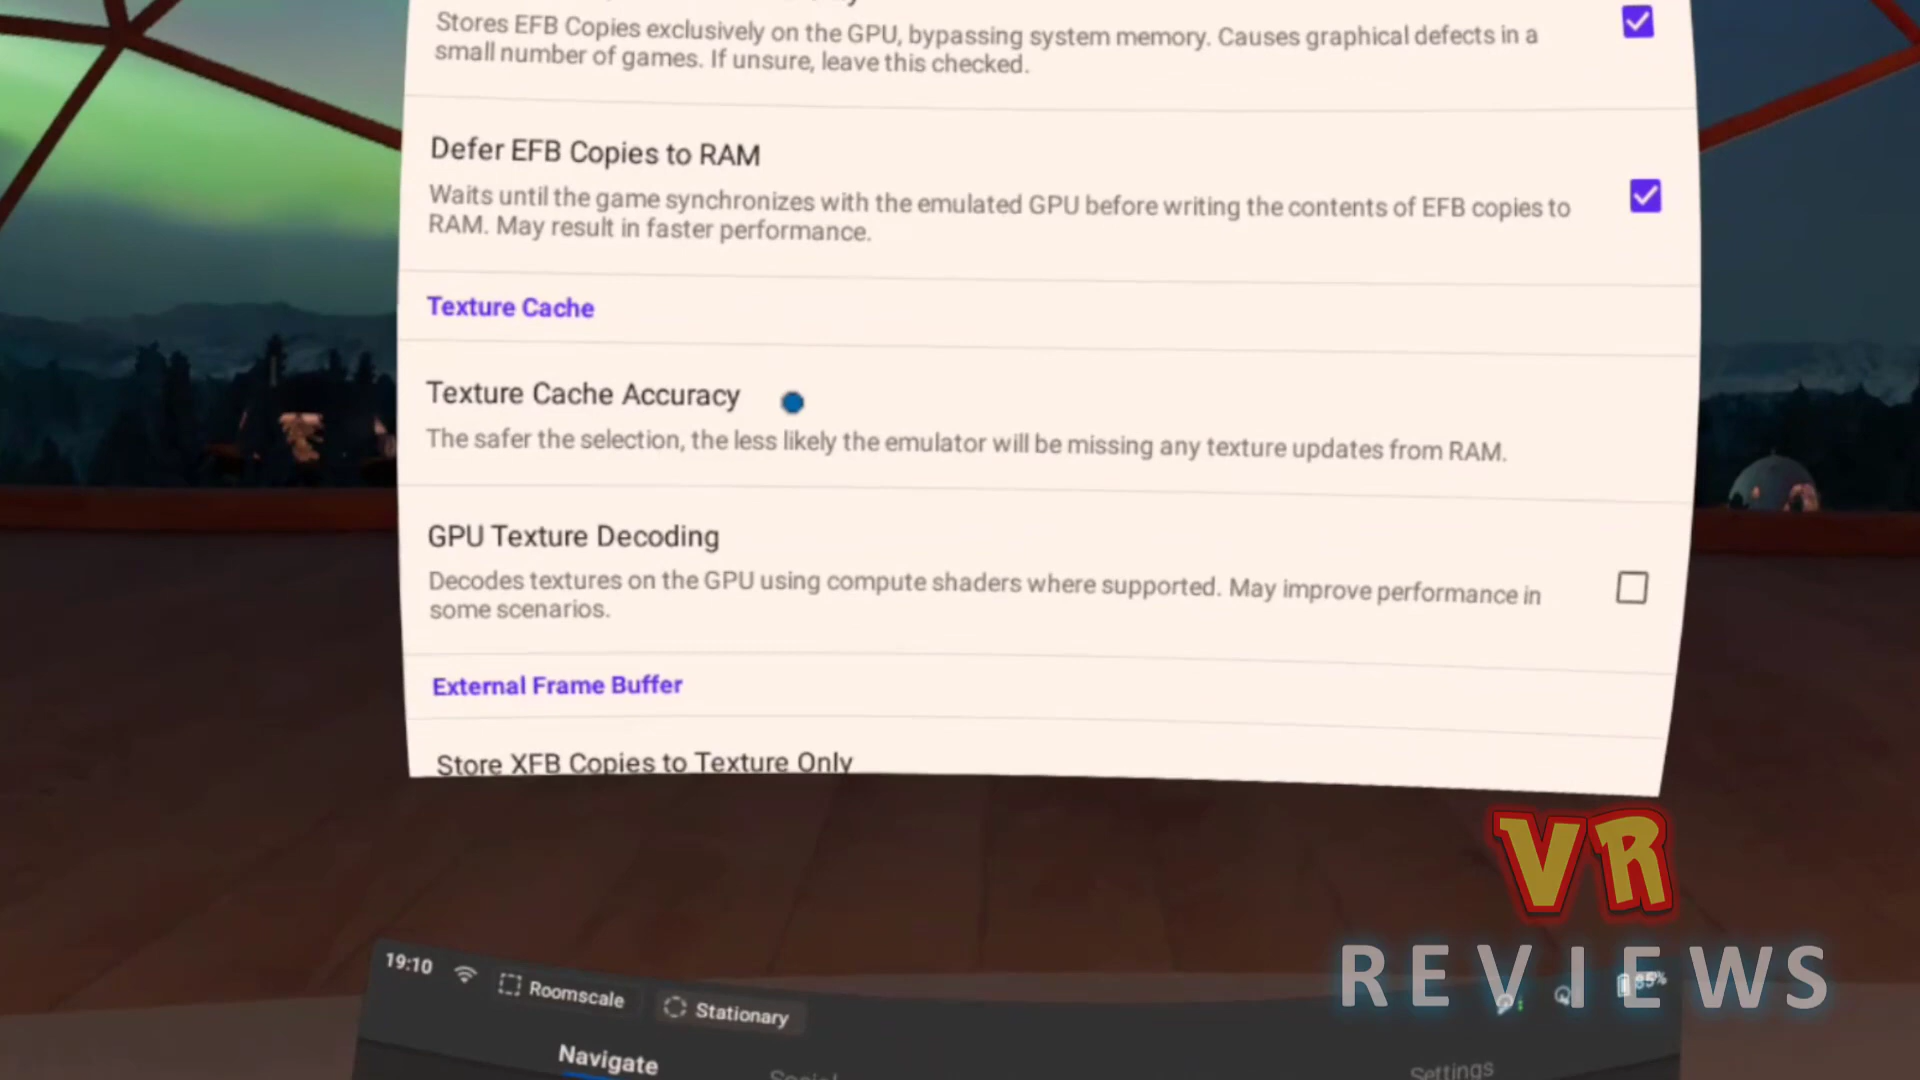 Stores EFB Copies exclusively on the GPU, bypassing system memory. Causes graphical defects in a
small number of games. If unsure, leave this checked.
Defer EFB Copies to RAM
Waits until the game synchronizes with the emulated GPU before writing the contents of EFB copies to
RAM. May result in faster performance.
Texture Cache
Texture Cache Accuracy
The safer the selection, the less likely the emulator will be missing any texture updates from RAM.
GPU Texture Decoding
Decodes textures on the GPU using compute shaders where supported. May improve performance in
some scenarios.
External Frame Buffer
Store XFB Copies to Texture Only
VR
REVIEWS
19:10
Roomscale
Stationary
85%
Navigate
Social
Settings